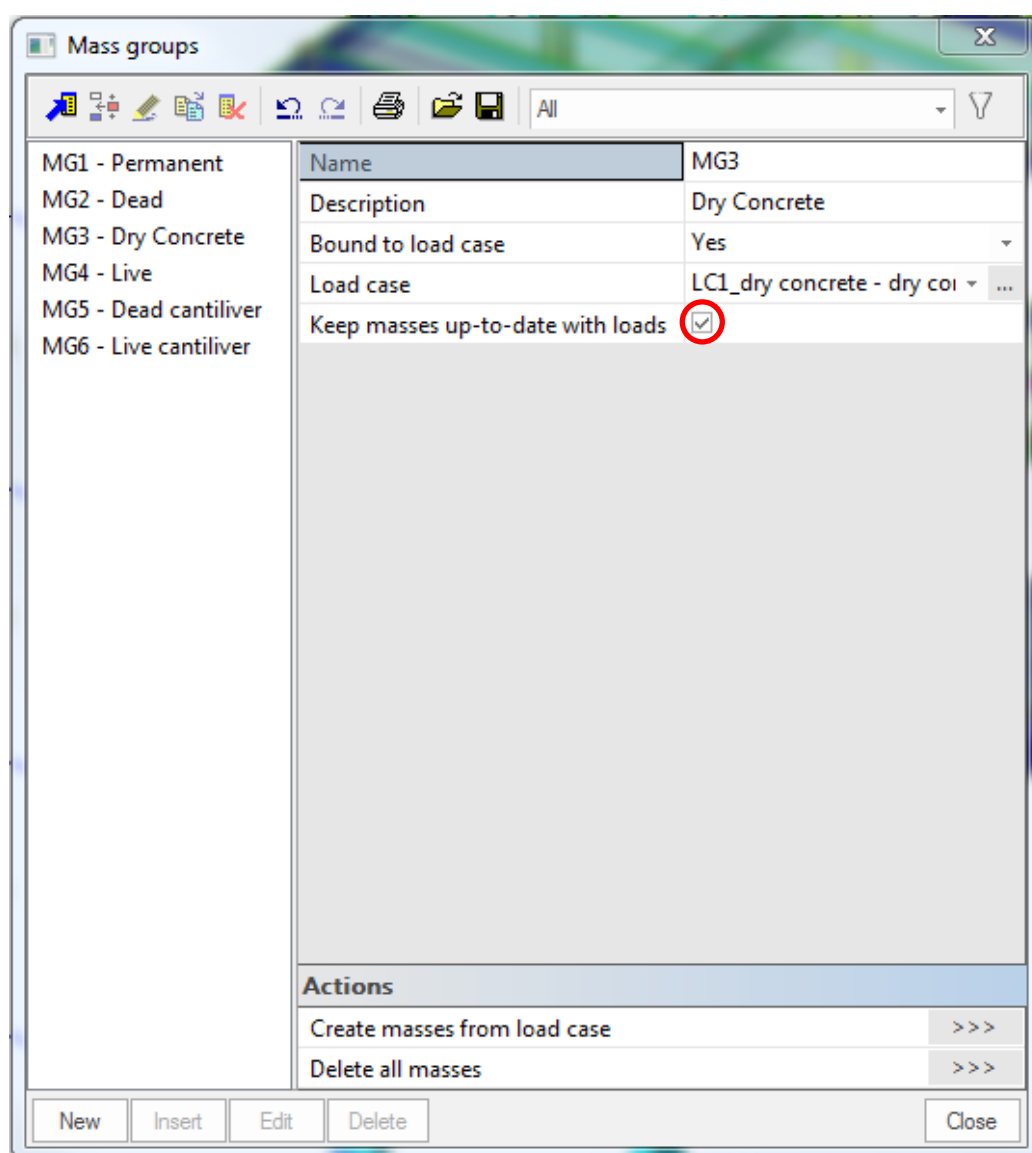 Mass groups
All
MG1 - Permanent
MG2 - Dead
MG3 - Dry Concrete
MG4 - Live
MG5 - Dead cantiliver
MG6 - Live cantiliver
Name MG3
Description Dry Concrete
Bound to load case Yes
Load case LC1_dry concrete - dry con ...
Keep masses up-to-date with loads
Actions
Create masses from load case >>>
Delete all masses >>>
New Insert Edit Delete Close